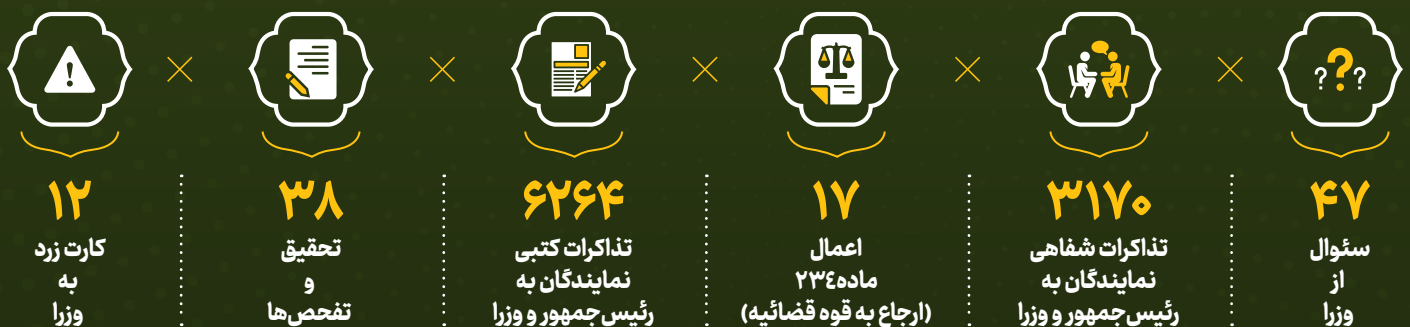 ۴۷
سئوال
از
وزرا
۳۱۷۰
تذاکرات شفاهی
نمایندگان به
رئیس‌جمهور و وزرا
۱۷
اعمال
ماده۲۳٤
(ارجاع به قوه قضائیه)
۶۲۶۴
تذاکرات کتبی
نمایندگان به
رئیس‌جمهور و وزرا
۳۸
تحقیق
و
تفحص‌ها
۱۲
کارت زرد
به
وزرا